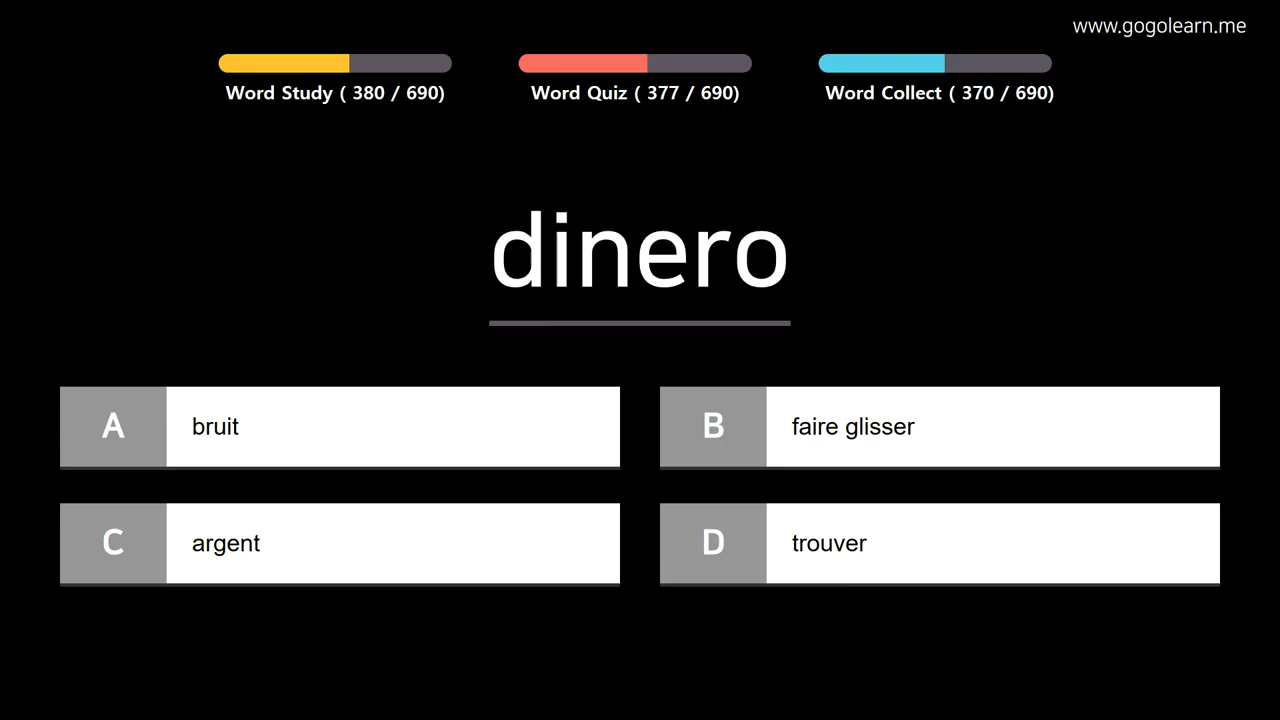 www.gogolearn.me
Word Study ( 380 / 690)
Word Quiz ( 377 / 690)
Word Collect ( 370 / 690)
dinero
A bruit
B faire glisser
C argent
D trouver